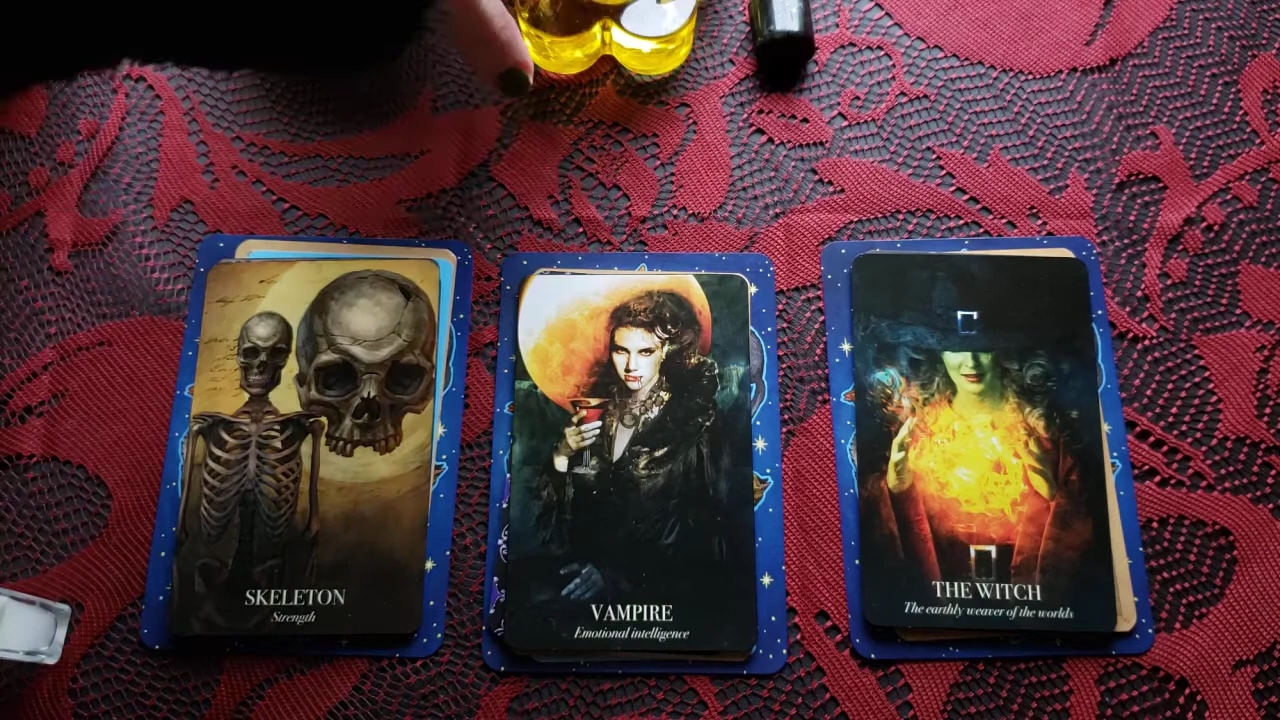 SKELETON
Strength
VAMPIRE
Emotional intelligence
THE WITCH
The earthly weaver of the worlds